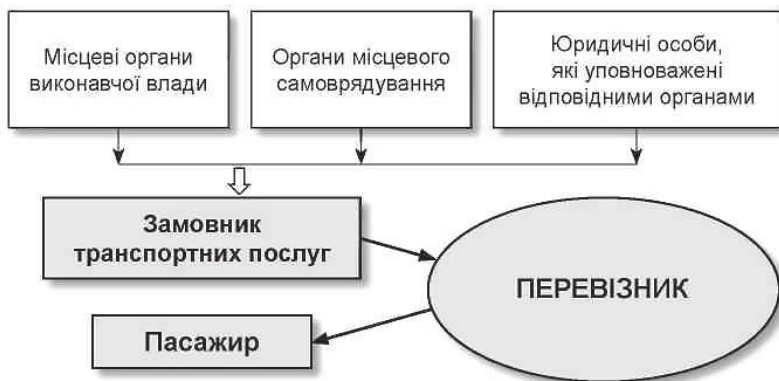 Місцеві органи
виконавчої влади
Органи місцевого
самоврядування
Юридичні особи,
які уповноважені
відповідними органами
Замовник
транспортних послуг
ПЕРЕВІЗНИК
Пасажир